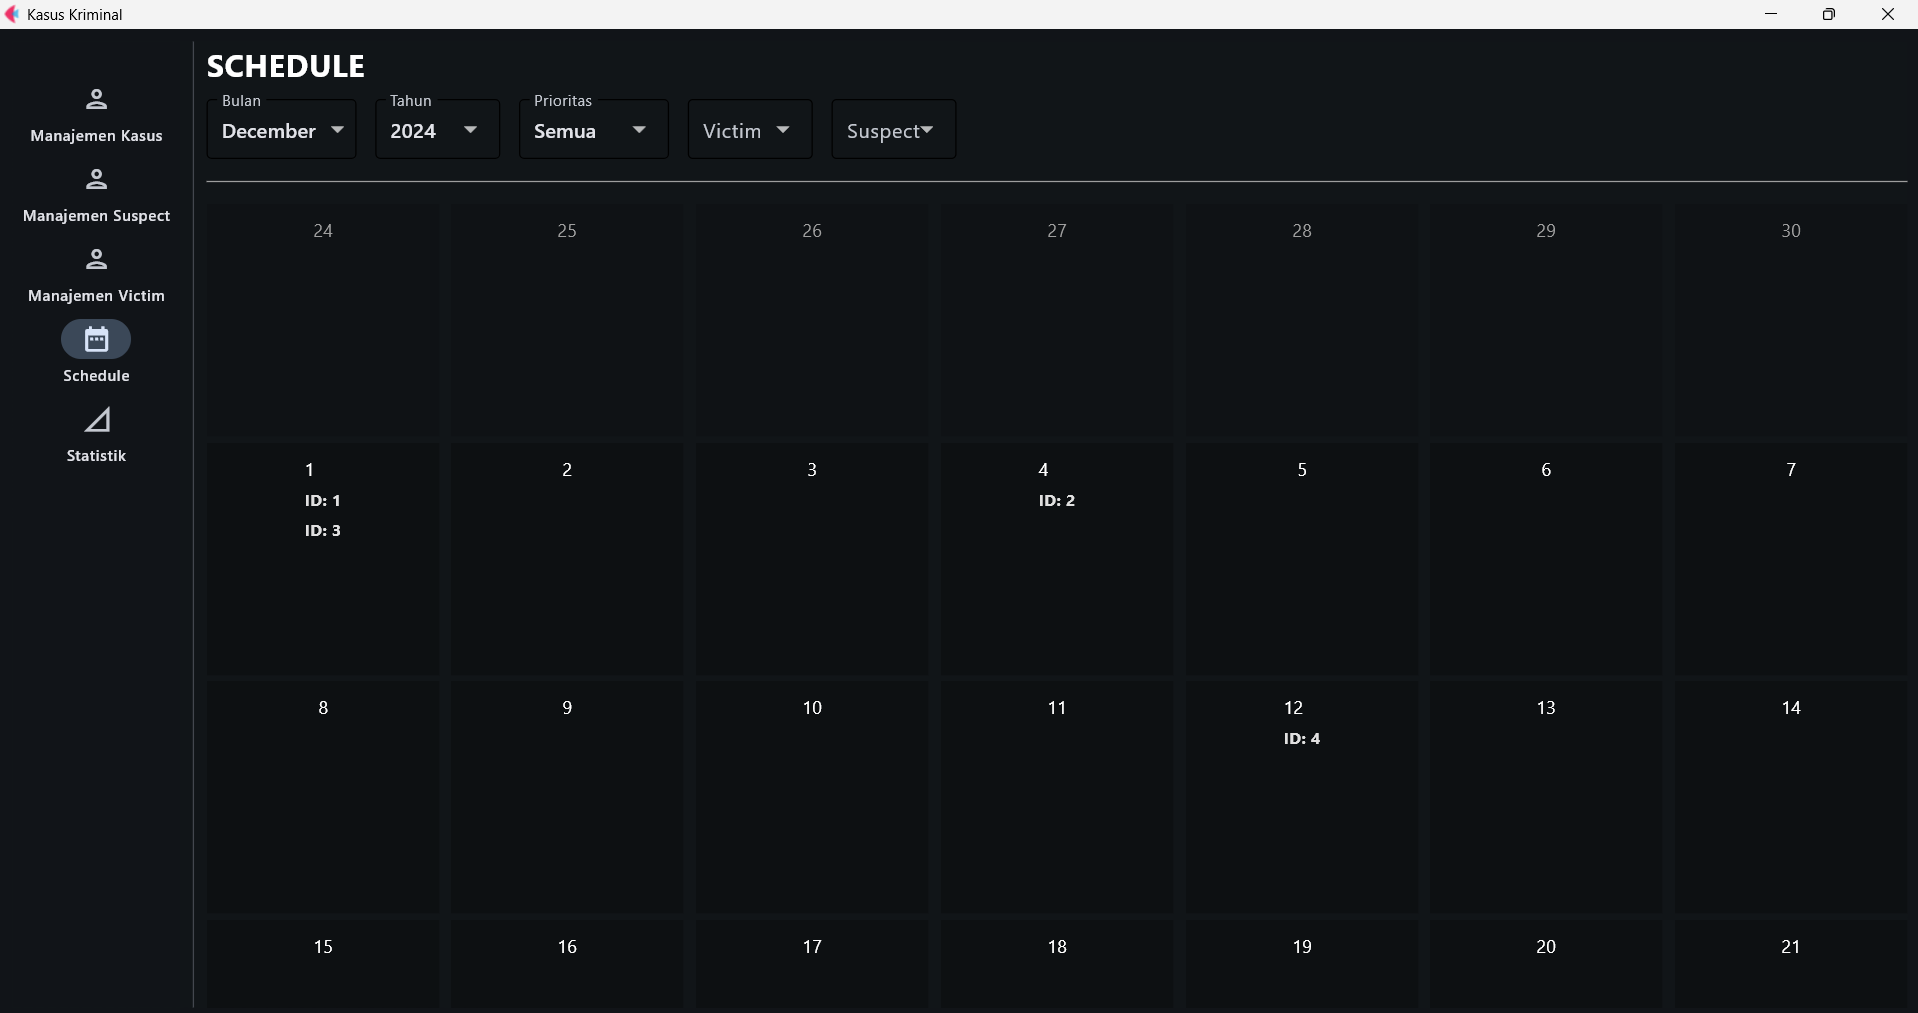 Kasus Kriminal
Manajemen Kasus
Manajemen Suspect
Manajemen Victim
Schedule
Statistik
SCHEDULE
Bulan Tahun Prioritas
December 2024 Semua Victim Suspect
24 25 26 27 28 29 30
1 2 3 4 5 6 7
ID: 1 ID: 2
ID: 3
8 9 10 11 12 13 14
ID: 4
15 16 17 18 19 20 21